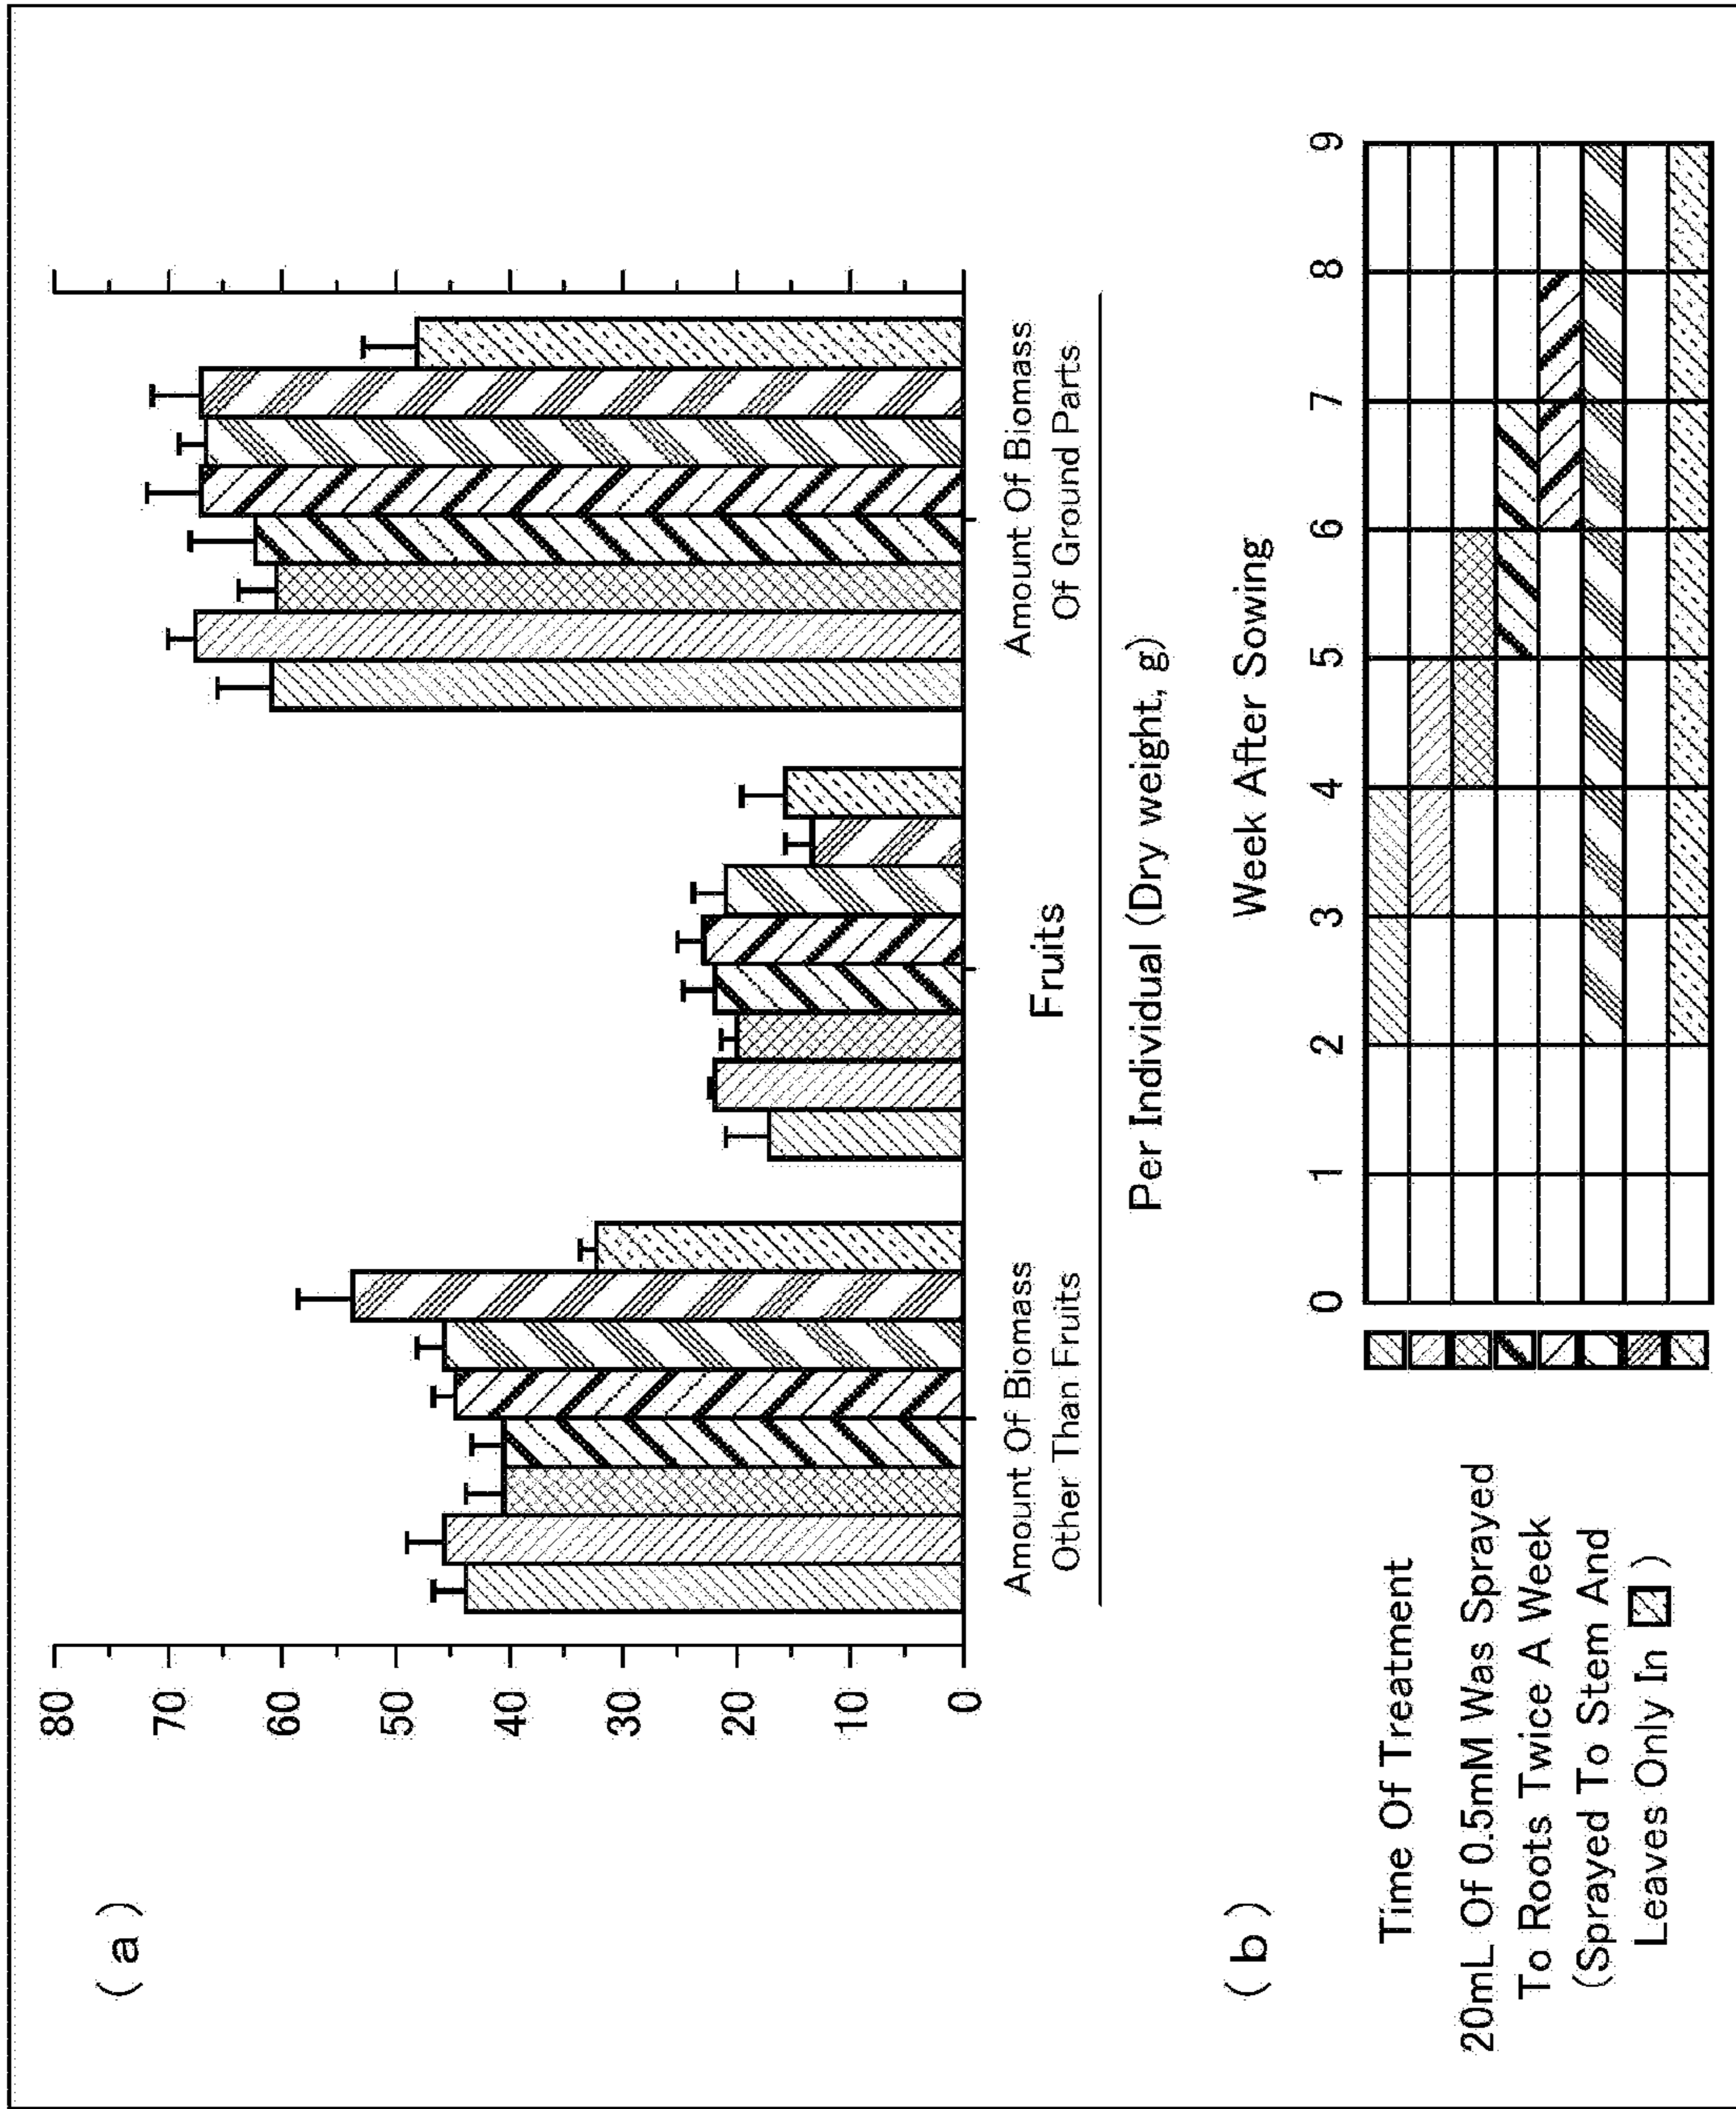 (a)
80
70
60
50
40
30
20
10
0
Amount Of Biomass
Other Than Fruits
Fruits
Amount Of Biomass
Of Ground Parts
Per Individual (Dry weight, g)
(b)
Week After Sowing
0 1 2 3 4 5 6 7 8 9
Time Of Treatment
20mL Of 0.5mM Was Sprayed
To Roots Twice A Week
(Sprayed To Stem And
Leaves Only In )